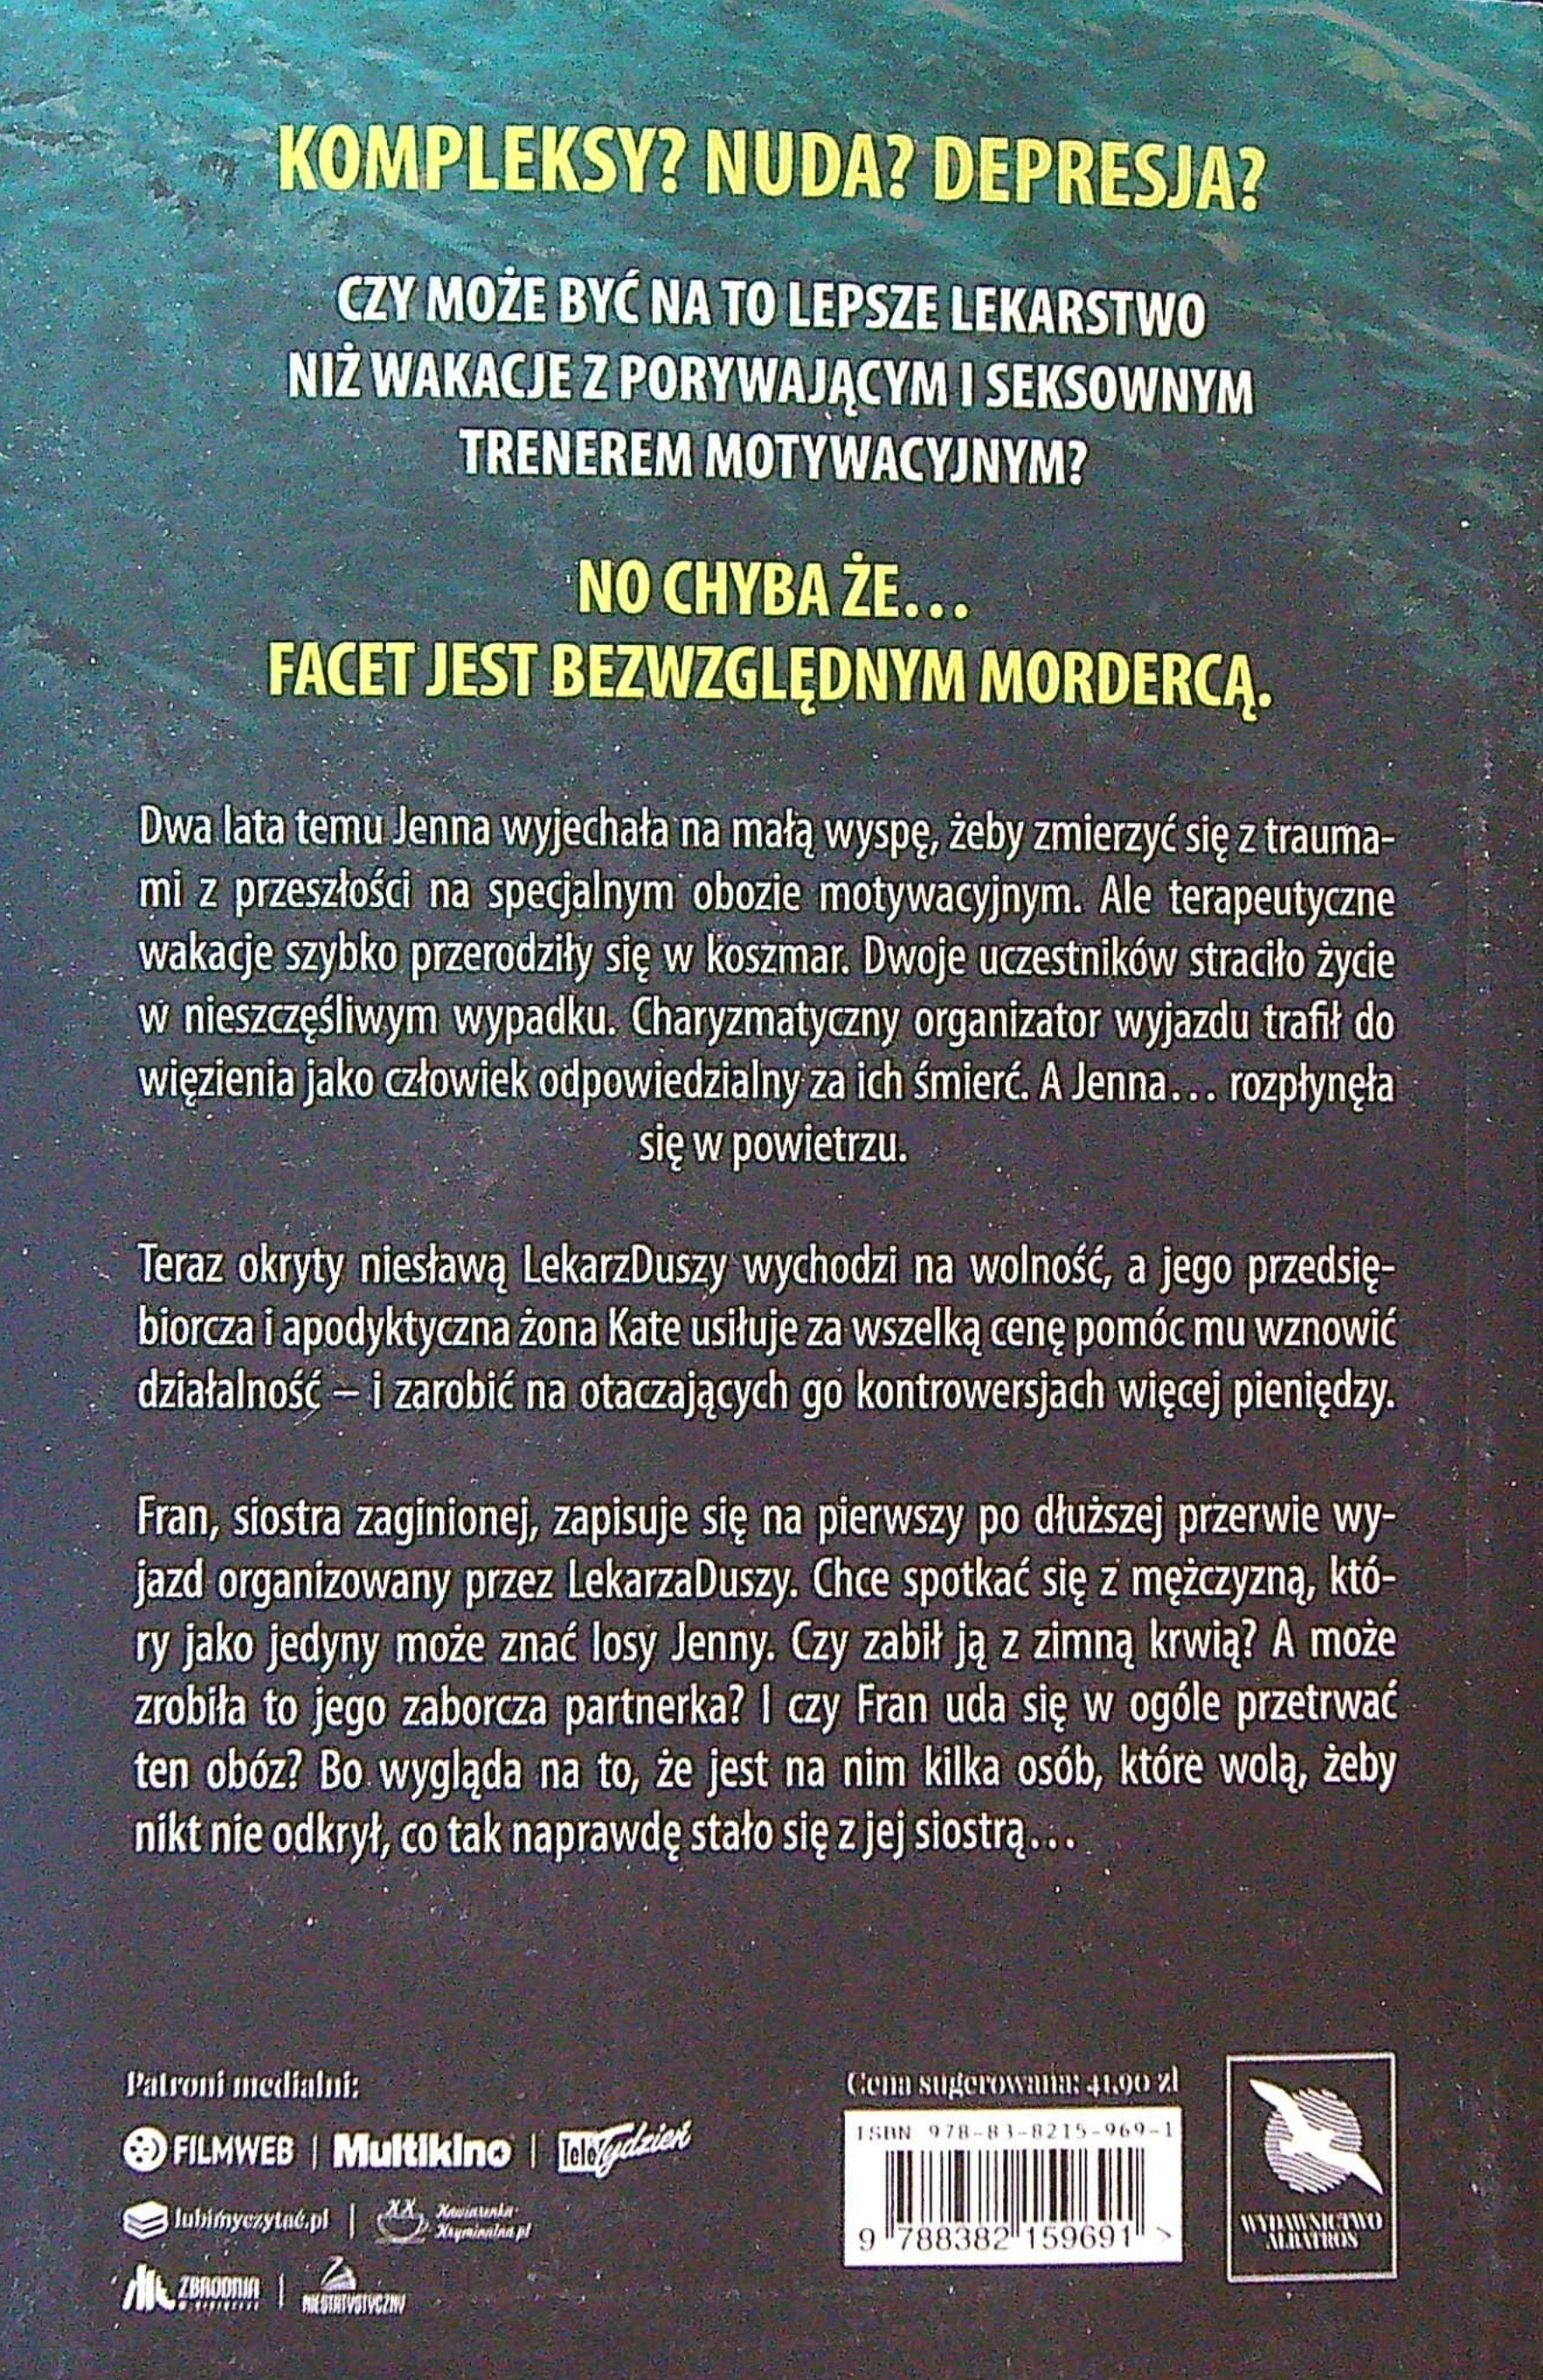 KOMPLEKSY? NUDA? DEPRESJA?
CZY MOŻE BYĆ NA TO LEPSZE LEKARSTWO
NIŻ WAKACJE Z PORYWAJĄCYM I SEKSOWNYM
TRENEREM MOTYWACYJNYM?
NO CHYBA ŻE...
FACET JEST BEZWZGLĘDNYM MORDERCĄ.
Dwa lata temu Jenna wyjechała na małą wyspę, żeby zmierzyć się z trauma-
mi z przeszłości na specjalnym obozie motywacyjnym. Ale terapeutyczne
wakacje szybko przerodziły się w koszmar. Dwoje uczestników straciło życie
w nieszczęśliwym wypadku. Charyzmatyczny organizator wyjazdu trafił do
więzienia jako człowiek odpowiedzialny za ich śmierć. A Jenna... rozpłynęła
się w powietrzu.
Teraz okryty niesławą LekarzDuszy wychodzi na wolność, a jego przedsię-
biorcza i apodyktyczna żona Kate usiłuje za wszelką cenę pomóc mu wznowić
działalność – i zarobić na otaczających go kontrowersjach więcej pieniędzy.
Fran, siostra zaginionej, zapisuje się na pierwszy po dłuższej przerwie wy-
jazd organizowany przez LekarzaDuszy. Chce spotkać się z mężczyzną, któ-
ry jako jedyny może znać losy Jenny. Czy zabił ją z zimną krwią? A może
zrobiła to jego zaborcza partnerka? I czy Fran uda się w ogóle przetrwać
ten obóz? Bo wygląda na to, że jest na nim kilka osób, które wolą, żeby
nikt nie odkrył, co tak naprawdę stało się z jej siostrą...
Patroni medialni:
FILMWEB | Multikino | Tele Tydzień
lubimyczytać.pl | Kawiarenka
Kryminalna.pl
ZBRODNIA | NIESTATYSTYCZNY
Cena sugerowana: 41,90 zł
ISBN 978-83-8215-969-1
9 788382 159691 >
WYDAWNICTWO
ALBATROS